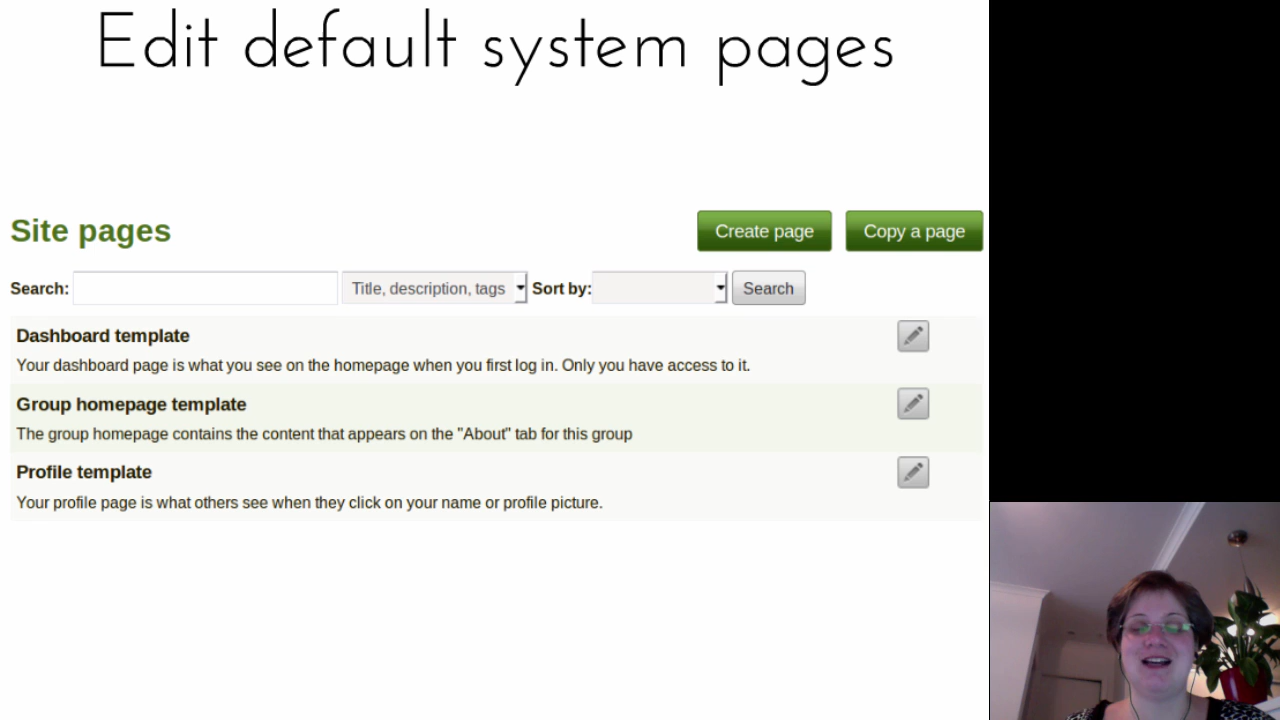 Edit default system pages
Site pages
Create page
Copy a page
Search:
Title, description, tags
Sort by:
Search
Dashboard template
Your dashboard page is what you see on the homepage when you first log in. Only you have access to it.
Group homepage template
The group homepage contains the content that appears on the "About" tab for this group
Profile template
Your profile page is what others see when they click on your name or profile picture.